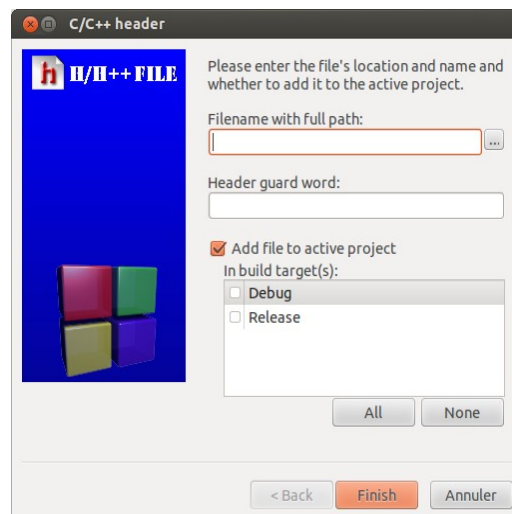 C/C++ header
h H/H++ FILE
Please enter the file's location and name and
whether to add it to the active project.
Filename with full path:
...
Header guard word:
Add file to active project
In build target(s):
Debug
Release
All None
< Back Finish Annuler